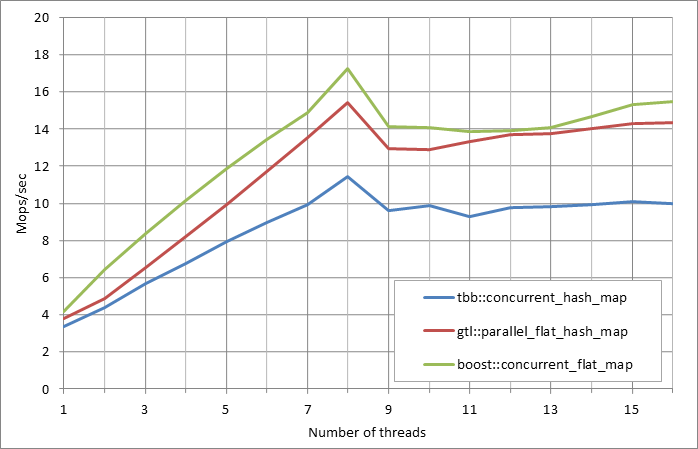 20
18
16
14
12
10
8
6
4
2
0
Mops/sec
tbb::concurrent_hash_map
gtl::parallel_flat_hash_map
boost::concurrent_flat_map
1 3 5 7 9 11 13 15
Number of threads